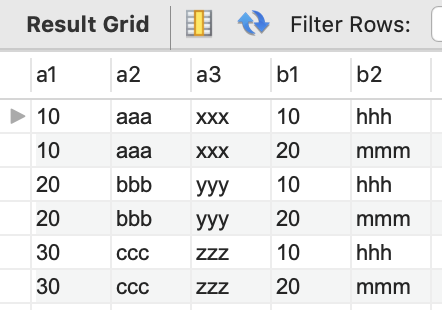 Result Grid Filter Rows:
a1 a2 a3 b1 b2
10 aaa xxx 10 hhh
10 aaa xxx 20 mmm
20 bbb yyy 10 hhh
20 bbb yyy 20 mmm
30 ccc zzz 10 hhh
30 ccc zzz 20 mmm